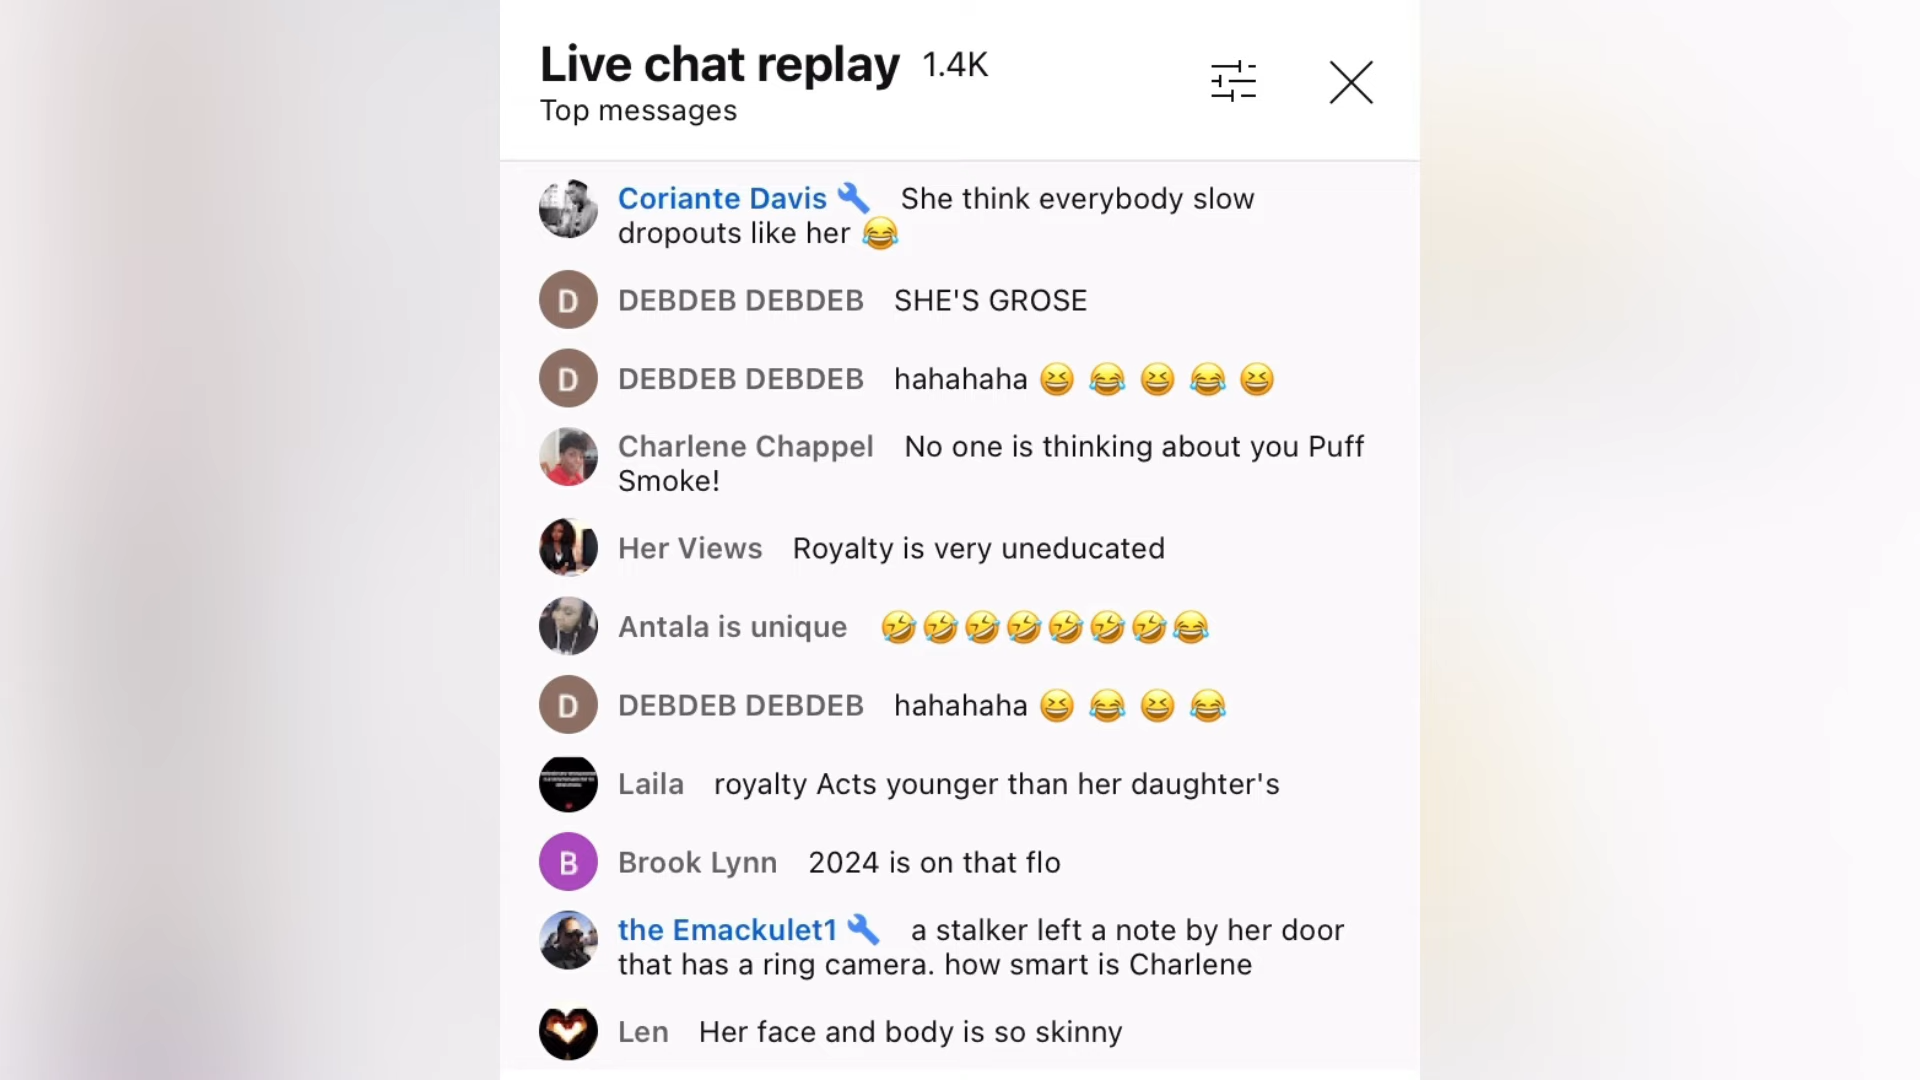 Live chat replay 1.4K
Top messages
Coriante Davis 🔧 She think everybody slow
dropouts like her 😂
D DEBDEB DEBDEB SHE'S GROSE
D DEBDEB DEBDEB hahahaha 😆 😂 😆 😂 😆
Charlene Chappel No one is thinking about you Puff
Smoke!
Her Views Royalty is very uneducated
Antala is unique 🤣🤣🤣🤣🤣🤣🤣😂
D DEBDEB DEBDEB hahahaha 😆 😂 😆 😂
Laila royalty Acts younger than her daughter's
B Brook Lynn 2024 is on that flo
the Emackulet1 🔧 a stalker left a note by her door
that has a ring camera. how smart is Charlene
Len Her face and body is so skinny